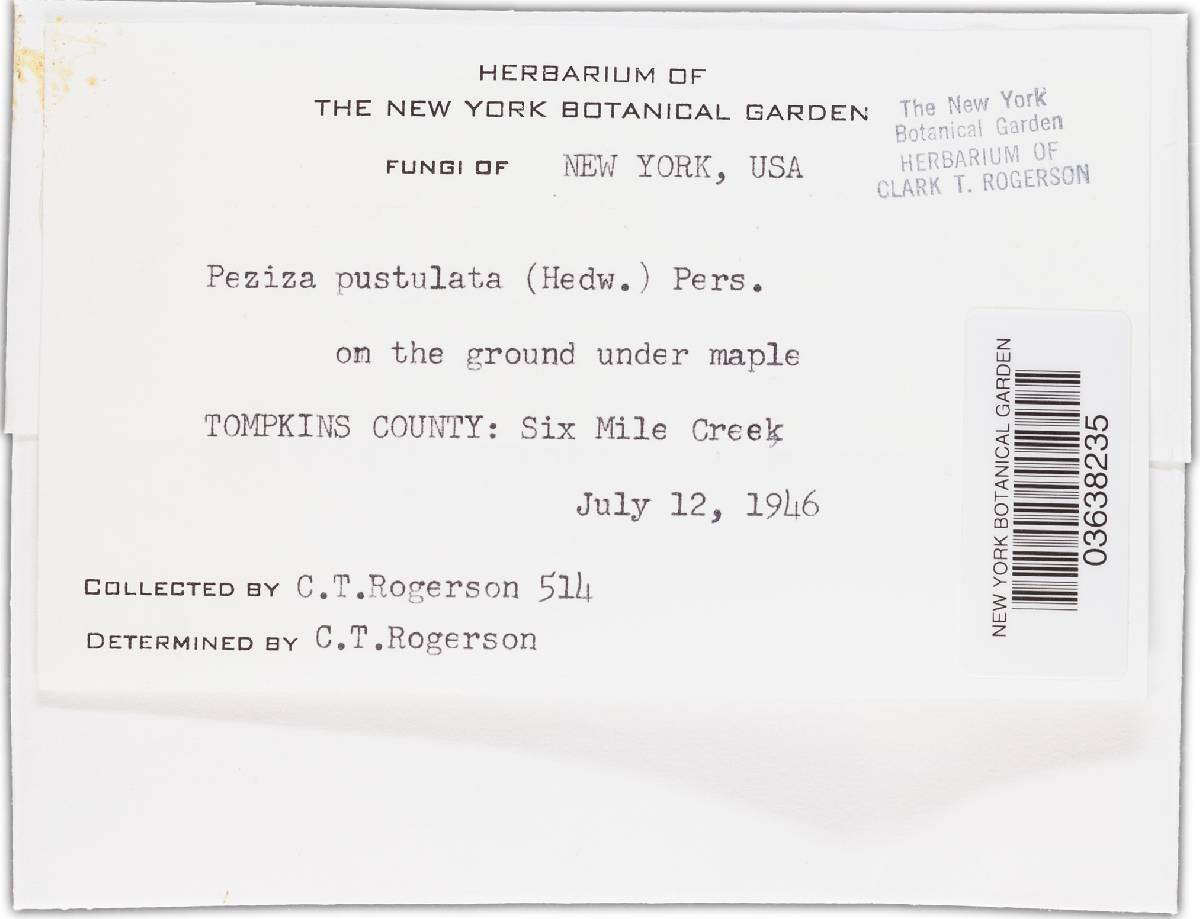 HERBARIUM OF
THE NEW YORK BOTANICAL GARDEN
FUNGI OF NEW YORK, USA
The New York
Botanical Garden
HERBARIUM OF
CLARK T. ROGERSON
Peziza pustulata (Hedw.) Pers.
on the ground under maple
TOMPKINS COUNTY: Six Mile Creek
July 12, 1946
COLLECTED BY C.T.Rogerson 514
DETERMINED BY C.T.Rogerson
NEW YORK BOTANICAL GARDEN
03638235